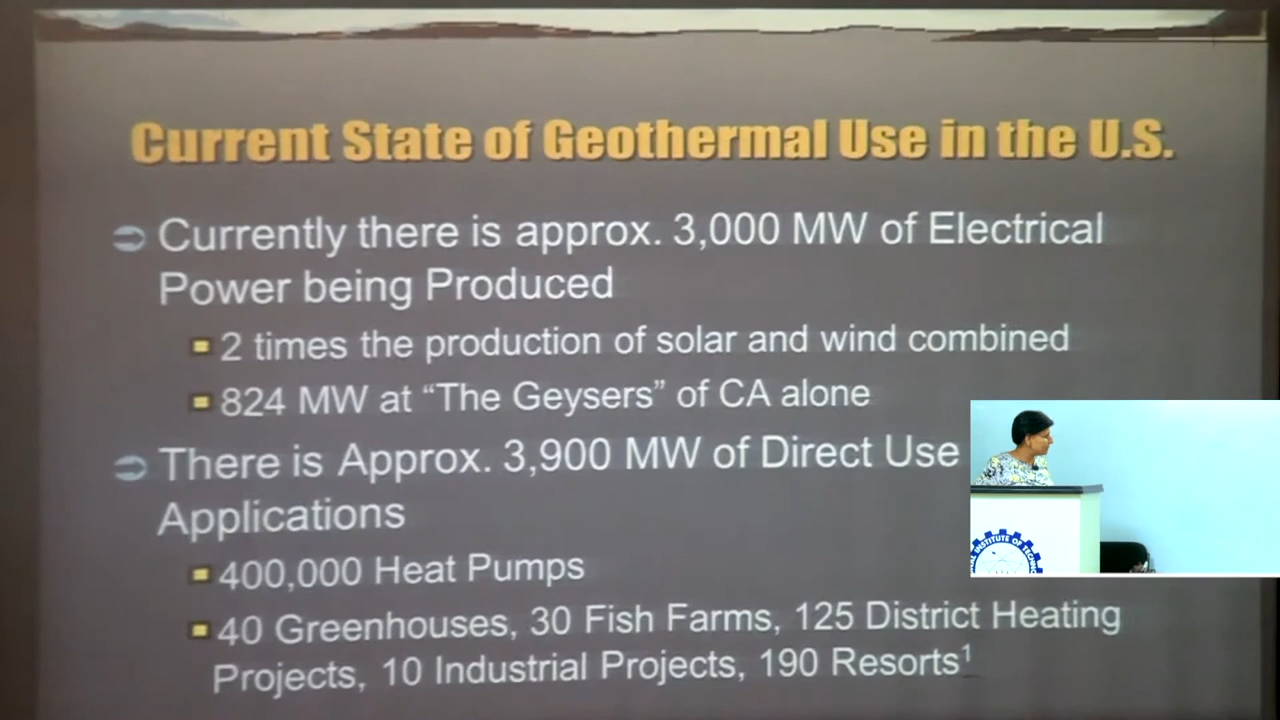 Current State of Geothermal Use in the U.S.
Currently there is approx. 3,000 MW of Electrical
Power being Produced
2 times the production of solar and wind combined
824 MW at “The Geysers” of CA alone
There is Approx. 3,900 MW of Direct Use
Applications
400,000 Heat Pumps
40 Greenhouses, 30 Fish Farms, 125 District Heating
Projects, 10 Industrial Projects, 190 Resorts¹
INSTITUTE OF